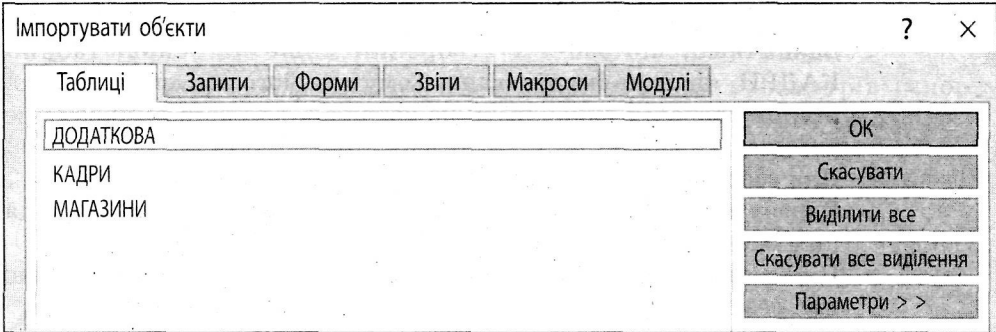 Імпортувати об'єкти ? ×
Таблиці Запити Форми Звіти Макроси Модулі
ДОДАТКОВА
КАДРИ
МАГАЗИНИ
ОК
Скасувати
Виділити все
Скасувати все виділення
Параметри > >